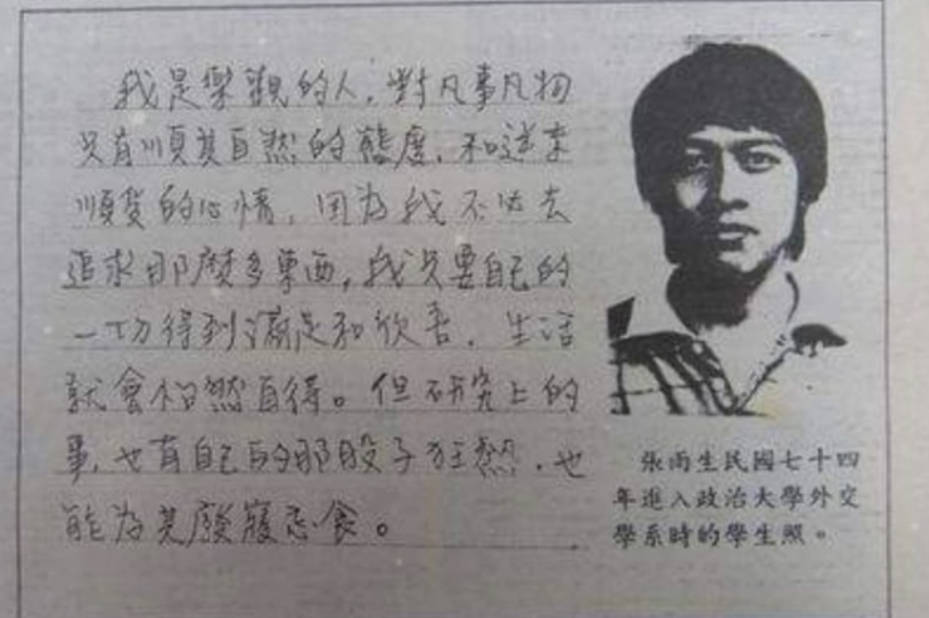 我是樂觀的人，對凡事凡物
只有順其自然的態度，和逆來
順受的心情，因為我不必去
追求那麼多東西，我只要自己的
一切得到滿足和欣喜，生活
就會怡然自得。但研究上的
事，也有自己的那股子狂熱，也
能為其廢寢忘食。
張雨生民國七十四
年進入政治大學外交
學系時的學生照。